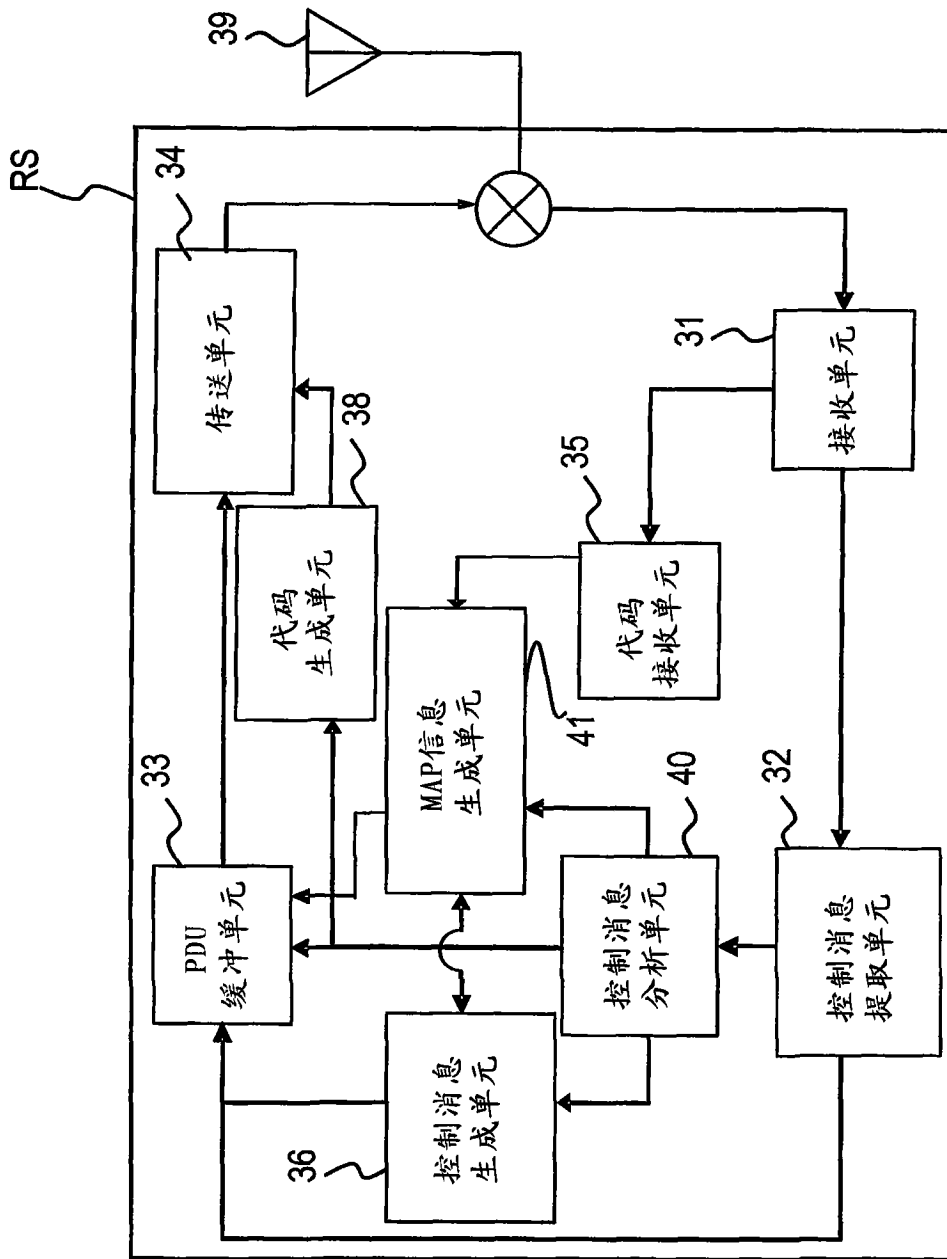 RS
39
34
传送单元
33
PDU
缓冲单元
38
代码
生成单元
41
MAP信息
生成单元
35
代码
接收单元
31
接收单元
36
控制消息
生成单元
40
控制消息
分析单元
32
控制消息
提取单元